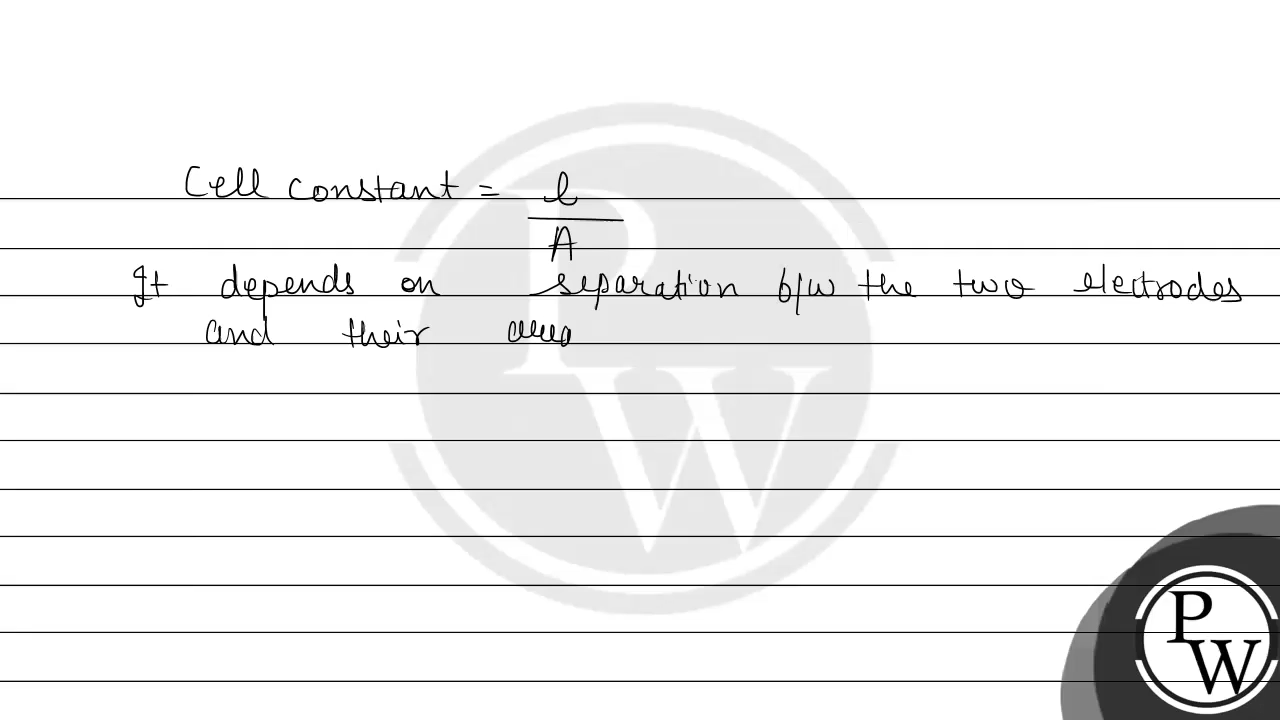 Cell constant = l
A
It depends on separation b/w the two electrodes
and their area
P
W
P
W